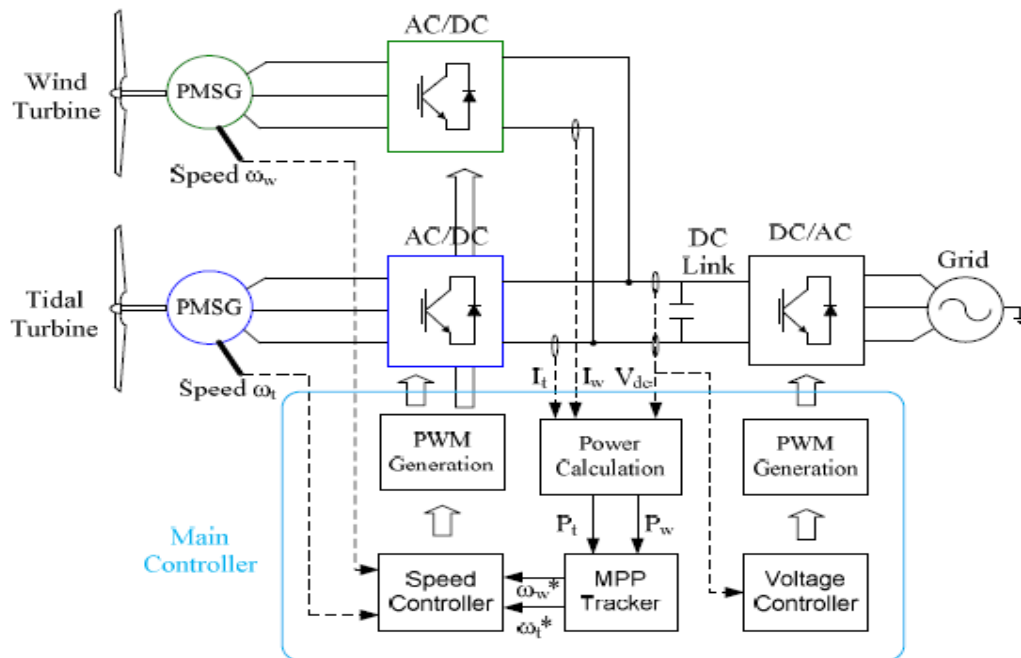 AC/DC
Wind
Turbine
PMSG
Speed ωw
AC/DC
DC
Link
DC/AC
Grid
Tidal
Turbine
PMSG
Speed ωt
It
Iw
Vdc
PWM
Generation
Power
Calculation
PWM
Generation
Pt
Pw
Main
Controller
Speed
Controller
ωw*
ωt*
MPP
Tracker
Voltage
Controller